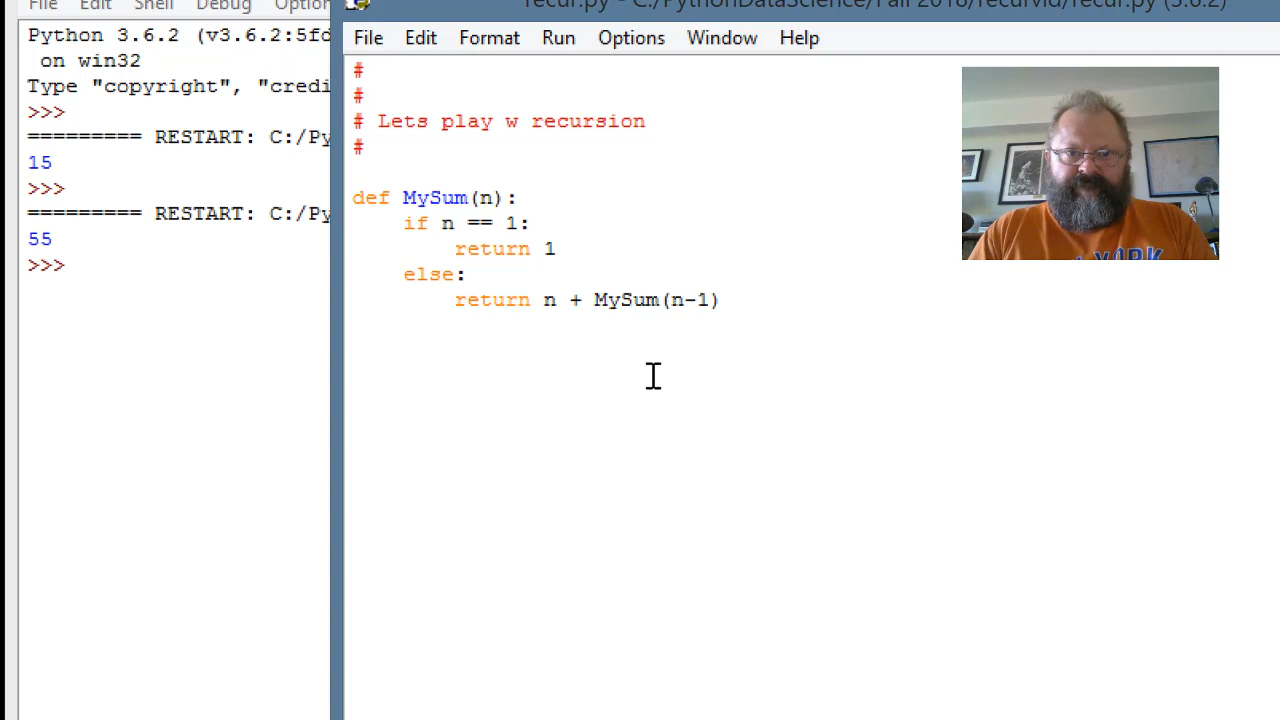 File Edit Shell Debug Option
Python 3.6.2 (v3.6.2:5fd
on win32
Type "copyright", "credi
>>>
========= RESTART: C:/Py
15
>>>
========= RESTART: C:/Py
55
>>>
recur.py - C:/PythonDataScience/Fall 2018/recurvid/recur.py (3.6.2)
File Edit Format Run Options Window Help
#
#
# Lets play w recursion
#
def MySum(n):
if n == 1:
return 1
else:
return n + MySum(n-1)
YORK